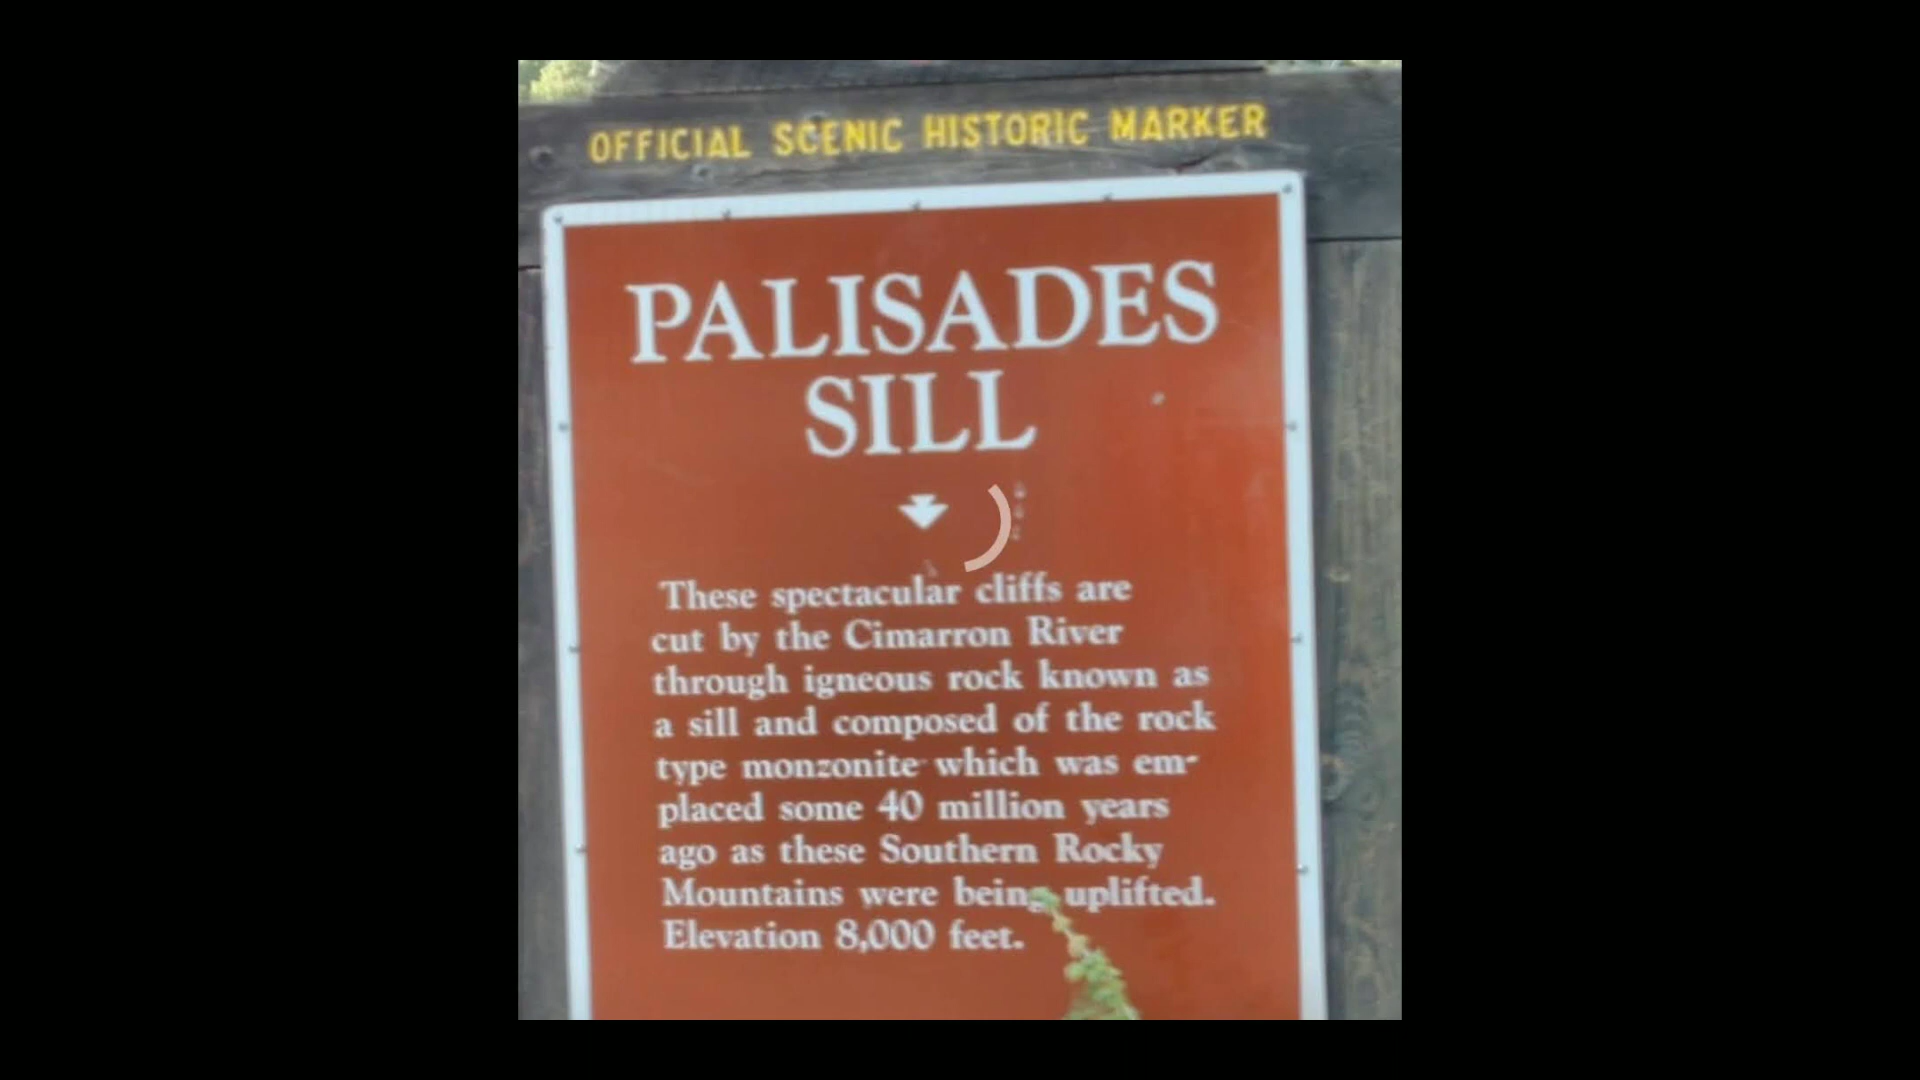 OFFICIAL SCENIC HISTORIC MARKER
PALISADES
SILL
These spectacular cliffs are
cut by the Cimarron River
through igneous rock known as
a sill and composed of the rock
type monzonite which was em-
placed some 40 million years
ago as these Southern Rocky
Mountains were being uplifted.
Elevation 8,000 feet.